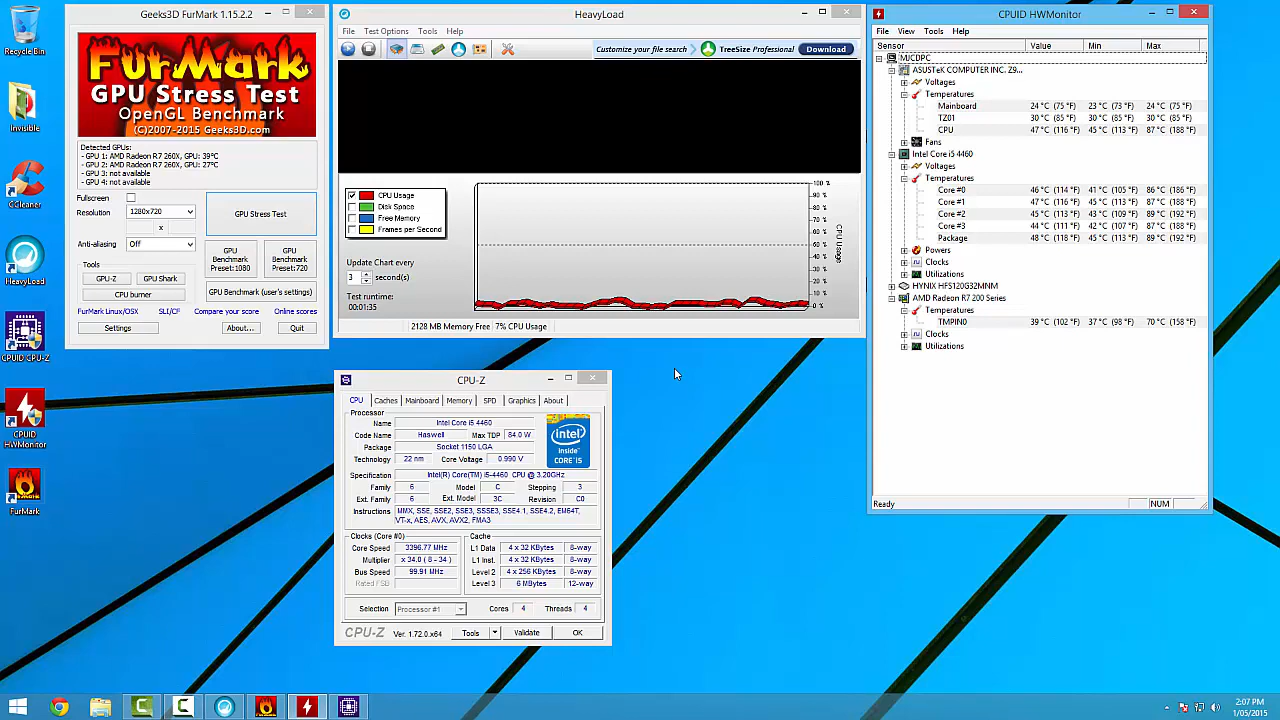 Recycle Bin
Invisible
CCleaner
HeavyLoad
CPUID CPU-Z
CPUID
HWMonitor
FurMark
Geeks3D FurMark 1.15.2.2
FurMark
GPU Stress Test
OpenGL Benchmark
(C)2007-2015 Geeks3D.com
Detected GPUs:
- GPU 1: AMD Radeon R7 260X, GPU: 39°C
- GPU 2: AMD Radeon R7 260X, GPU: 27°C
- GPU 3: not available
- GPU 4: not available
Fullscreen
Resolution 1280x720
x
Anti-aliasing Off
GPU Stress Test
GPU
Benchmark
Preset:1080
GPU
Benchmark
Preset:720
Tools
GPU-Z GPU Shark
CPU burner
GPU Benchmark (user's settings)
FurMark Linux/OSX SLI/CF Compare your score Online scores
Settings About... Quit
HeavyLoad
File Test Options Tools Help
Customize your file search TreeSize Professional Download
CPU Usage
Disk Space
Free Memory
Frames per Second
Update Chart every
3 second(s)
Test runtime:
00:01:35
100 %
90 %
80 %
70 %
60 %
50 %
40 %
30 %
20 %
10 %
0 %
CPU Usage
2128 MB Memory Free 7% CPU Usage
CPU-Z
CPU Caches Mainboard Memory SPD Graphics About
Processor
Name Intel Core i5 4460
Code Name Haswell Max TDP 84.0 W
Package Socket 1150 LGA
Technology 22 nm Core Voltage 0.990 V
intel
inside™
CORE™ i5
Specification Intel(R) Core(TM) i5-4460 CPU @ 3.20GHz
Family 6 Model C Stepping 3
Ext. Family 6 Ext. Model 3C Revision C0
Instructions MMX, SSE, SSE2, SSE3, SSSE3, SSE4.1, SSE4.2, EM64T,
VT-x, AES, AVX, AVX2, FMA3
Clocks (Core #0)
Core Speed 3396.77 MHz
Multiplier x 34.0 ( 8 - 34 )
Bus Speed 99.91 MHz
Rated FSB
Cache
L1 Data 4 x 32 KBytes 8-way
L1 Inst. 4 x 32 KBytes 8-way
Level 2 4 x 256 KBytes 8-way
Level 3 6 MBytes 12-way
Selection Processor #1 Cores 4 Threads 4
CPU-Z Ver. 1.72.0.x64 Tools Validate OK
CPUID HWMonitor
File View Tools Help
Sensor Value Min Max
MJCDPC
ASUSTeK COMPUTER INC. Z9...
Voltages
Temperatures
Mainboard 24 °C (75 °F) 23 °C (73 °F) 24 °C (75 °F)
TZ01 30 °C (85 °F) 30 °C (85 °F) 30 °C (85 °F)
CPU 47 °C (116 °F) 45 °C (113 °F) 87 °C (188 °F)
Fans
Intel Core i5 4460
Voltages
Temperatures
Core #0 46 °C (114 °F) 41 °C (105 °F) 86 °C (186 °F)
Core #1 47 °C (116 °F) 42 °C (107 °F) 87 °C (188 °F)
Core #2 45 °C (113 °F) 43 °C (109 °F) 89 °C (192 °F)
Core #3 44 °C (111 °F) 42 °C (107 °F) 87 °C (188 °F)
Package 48 °C (118 °F) 45 °C (113 °F) 89 °C (192 °F)
Powers
Clocks
Utilizations
HYNIX HFS120G32MNM
AMD Radeon R7 200 Series
Temperatures
TMPIN0 39 °C (102 °F) 37 °C (98 °F) 70 °C (158 °F)
Clocks
Utilizations
Ready NUM
2:07 PM
1/05/2015